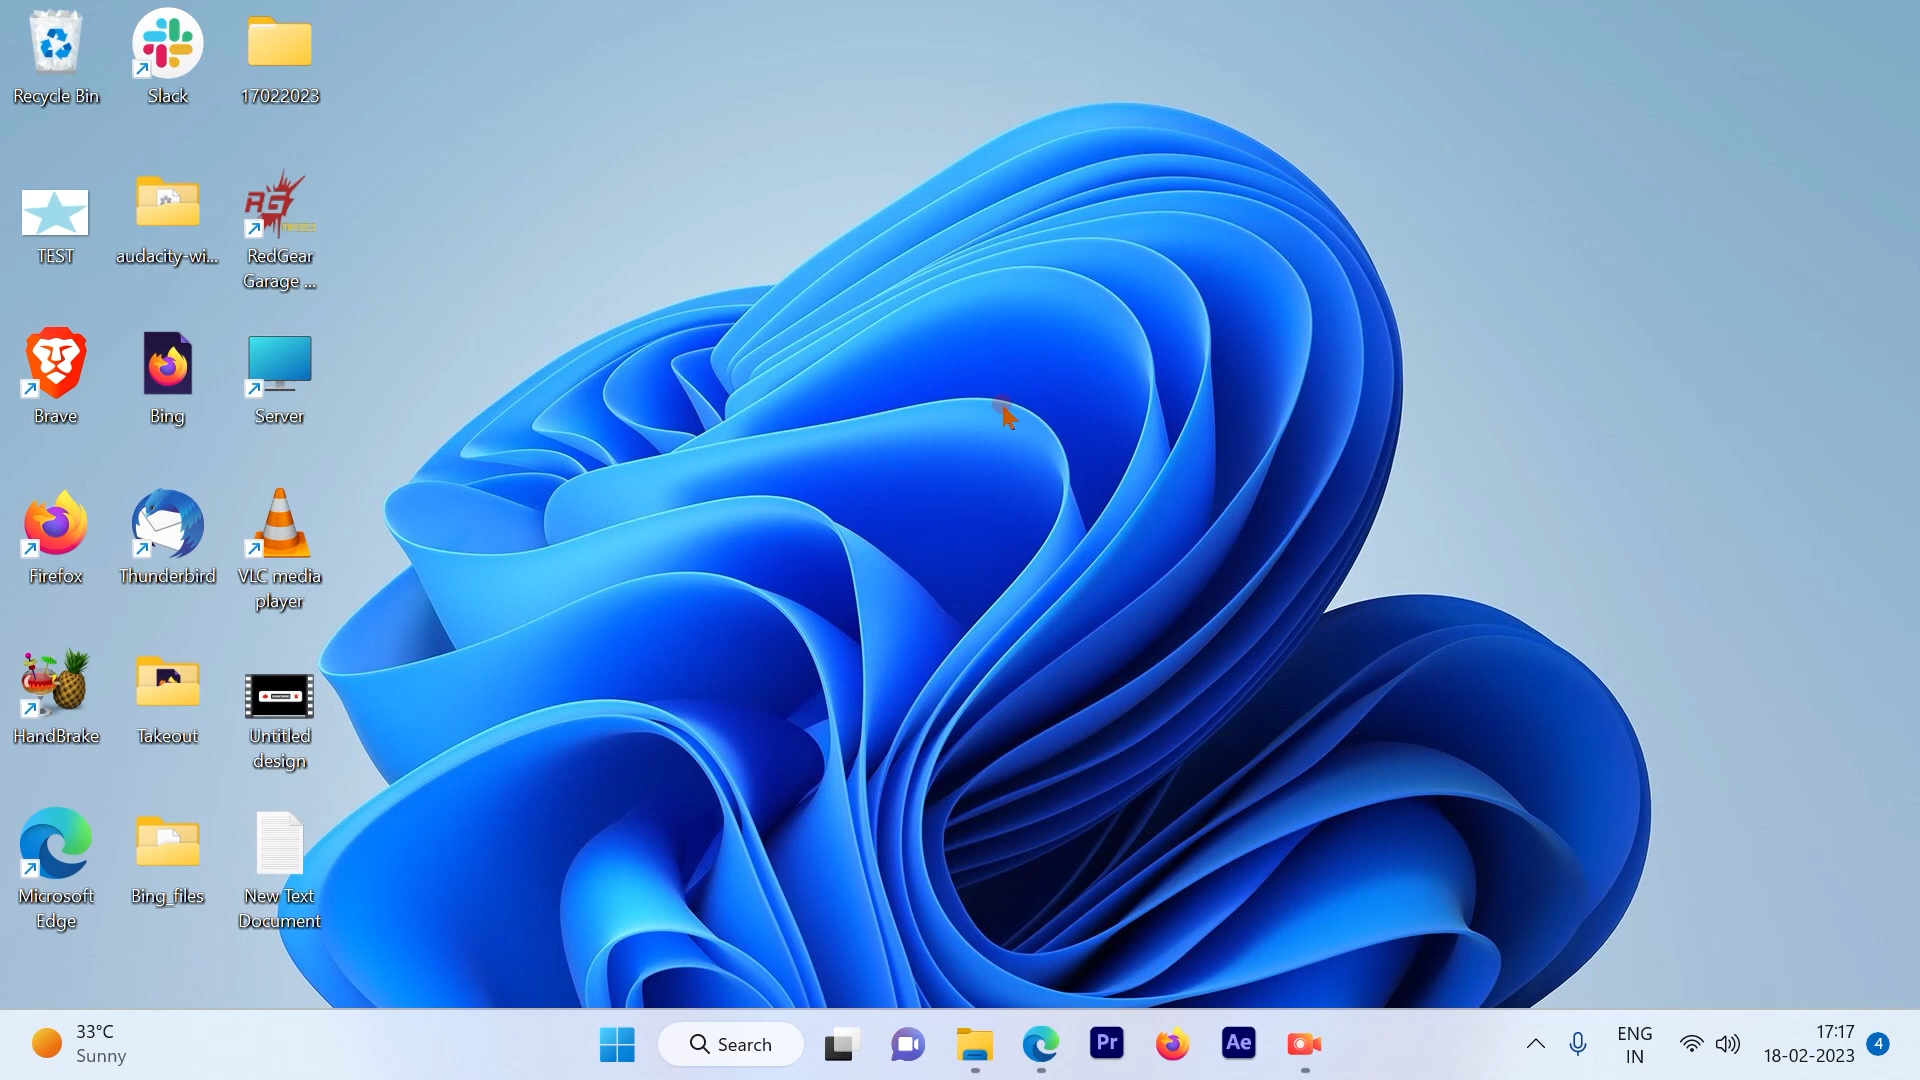 Recycle Bin
Slack
17022023
TEST
audacity-wi...
RedGear
Garage ...
Brave
Bing
Server
Firefox
Thunderbird
VLC media
player
HandBrake
Takeout
Untitled
design
Microsoft
Edge
Bing_files
New Text
Document
33°C
Sunny
Search
Pr
Ae
ENG
IN
17:17
18-02-2023
4